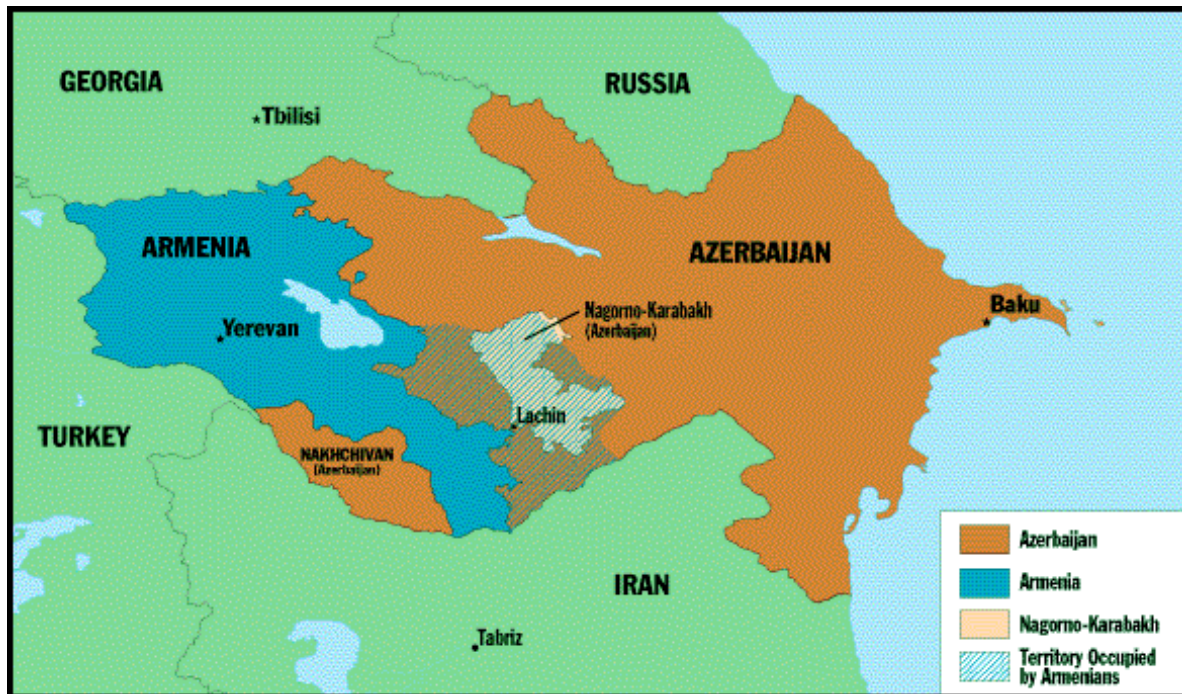 GEORGIA
RUSSIA
Tbilisi
ARMENIA
AZERBAIJAN
Nagorno-Karabakh
(Azerbaijan)
Baku
Yerevan
Lachin
TURKEY
NAKHCHIVAN
(Azerbaijan)
IRAN
Tabriz
Azerbaijan
Armenia
Nagorno-Karabakh
Territory Occupied
by Armenians